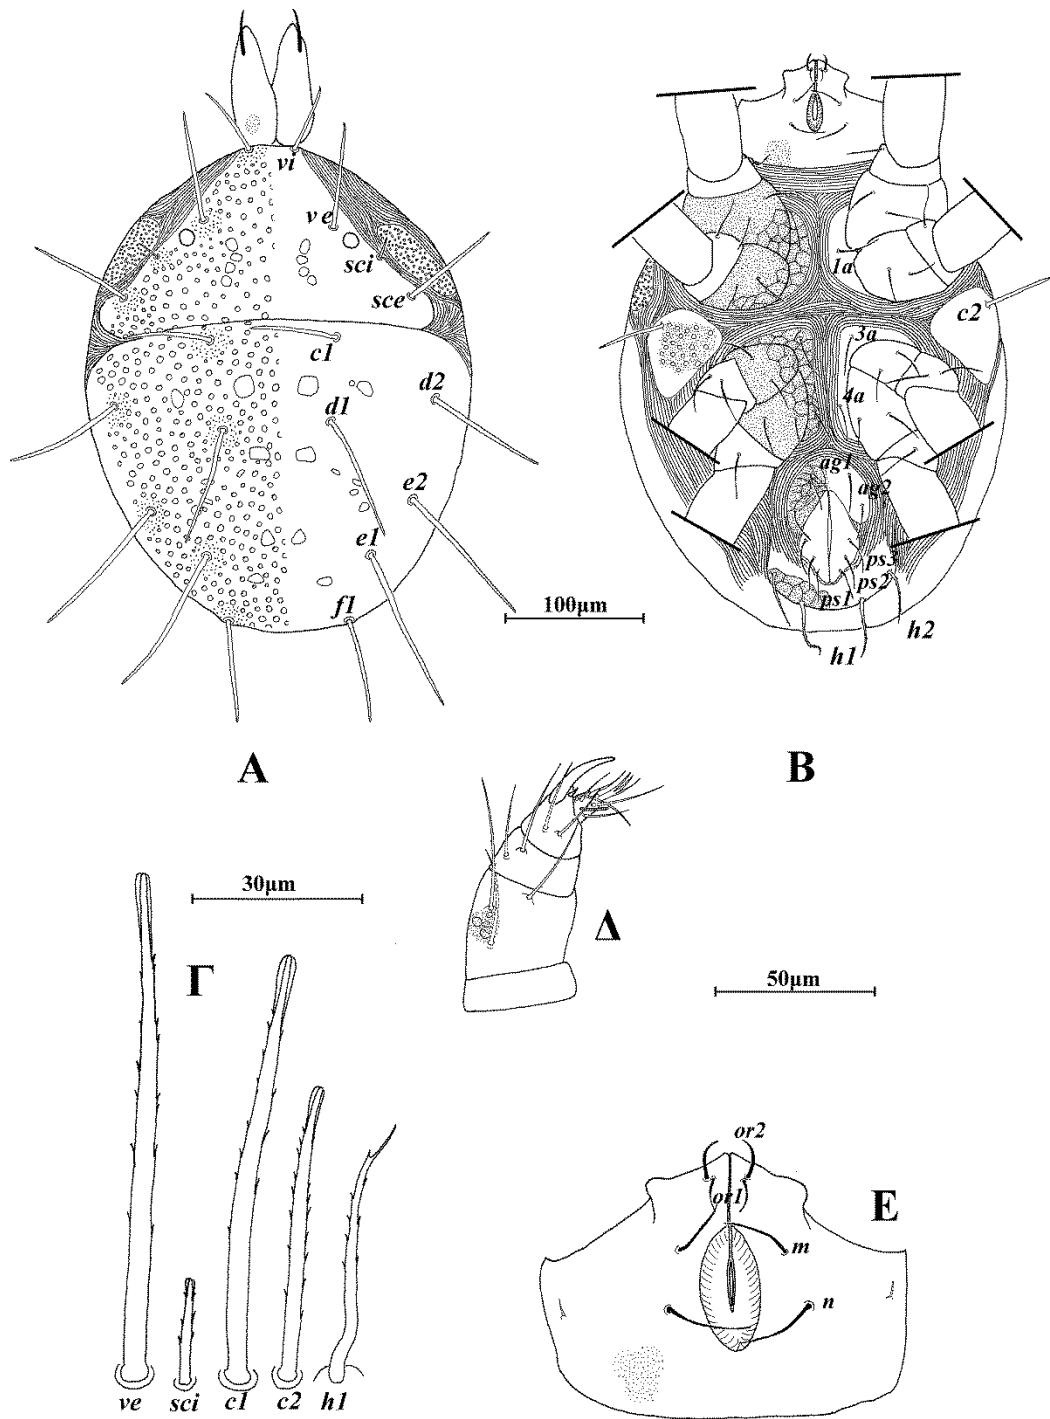 vi
ve
sci
sce
c1
d2
d1
e2
e1
f1
100μm
A
1a
c2
3a
4a
ag1
ag2
ps3
ps2
ps1
h2
h1
B
30μm
Γ
Δ
50μm
ve
sci
c1
c2
h1
or2
or1
E
m
n